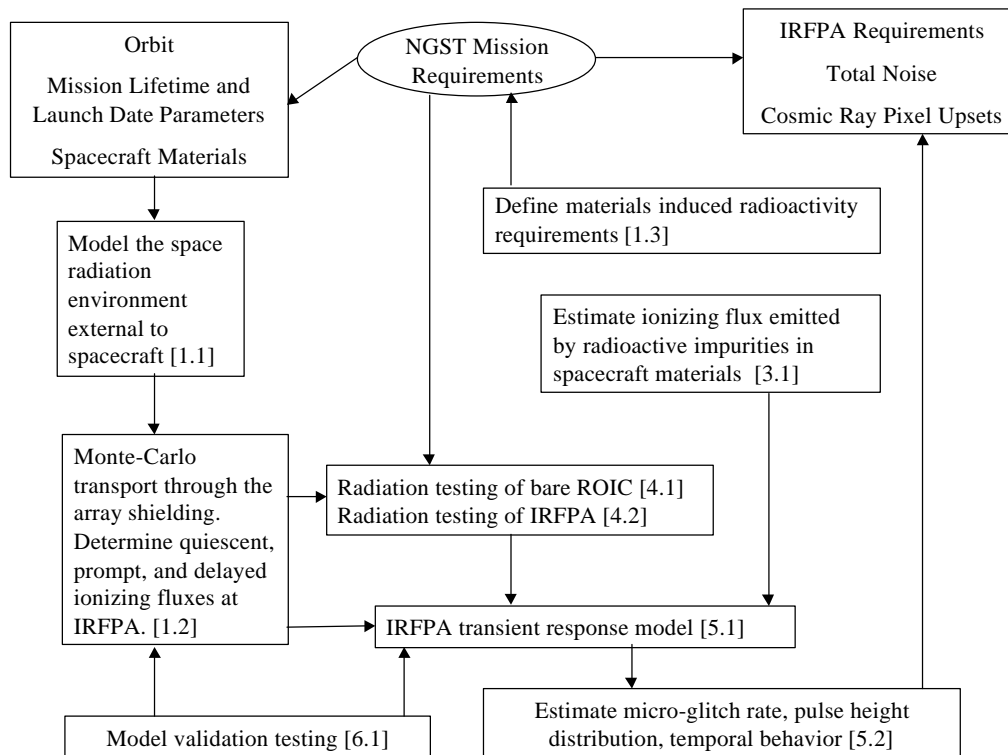 Orbit
Mission Lifetime and
Launch Date Parameters
Spacecraft Materials
NGST Mission
Requirements
IRFPA Requirements
Total Noise
Cosmic Ray Pixel Upsets
Define materials induced radioactivity
requirements [1.3]
Model the space
radiation
environment
external to
spacecraft [1.1]
Estimate ionizing flux emitted
by radioactive impurities in
spacecraft materials [3.1]
Monte-Carlo
transport through the
array shielding.
Determine quiescent,
prompt, and delayed
ionizing fluxes at
IRFPA. [1.2]
Radiation testing of bare ROIC [4.1]
Radiation testing of IRFPA [4.2]
IRFPA transient response model [5.1]
Model validation testing [6.1]
Estimate micro-glitch rate, pulse height
distribution, temporal behavior [5.2]